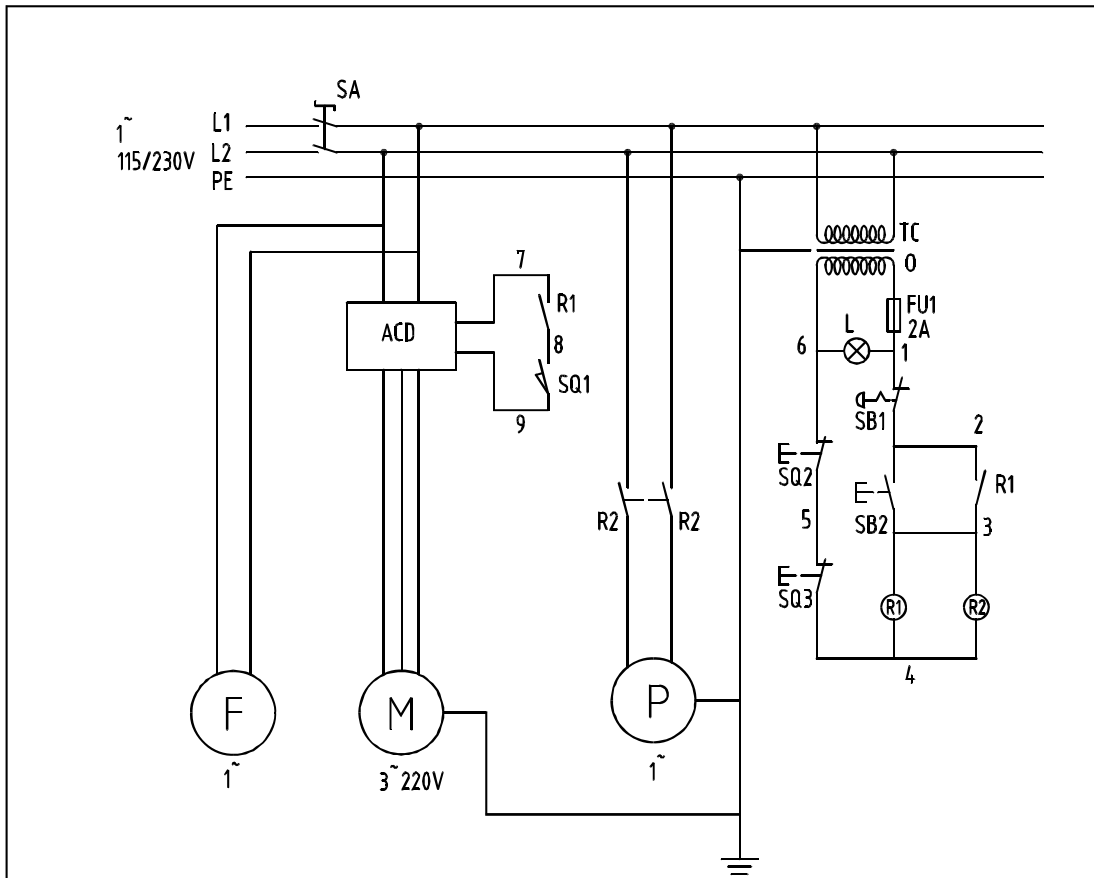 SA
1~
115/230V
L1
L2
PE
TC
0
FU1
2A
7
R1
8
SQ1
9
ACD
L
6
1
SB1
2
SQ2
5
SB2
R1
3
R2
R2
SQ3
R1
R2
4
F
1~
M
3~220V
P
1~